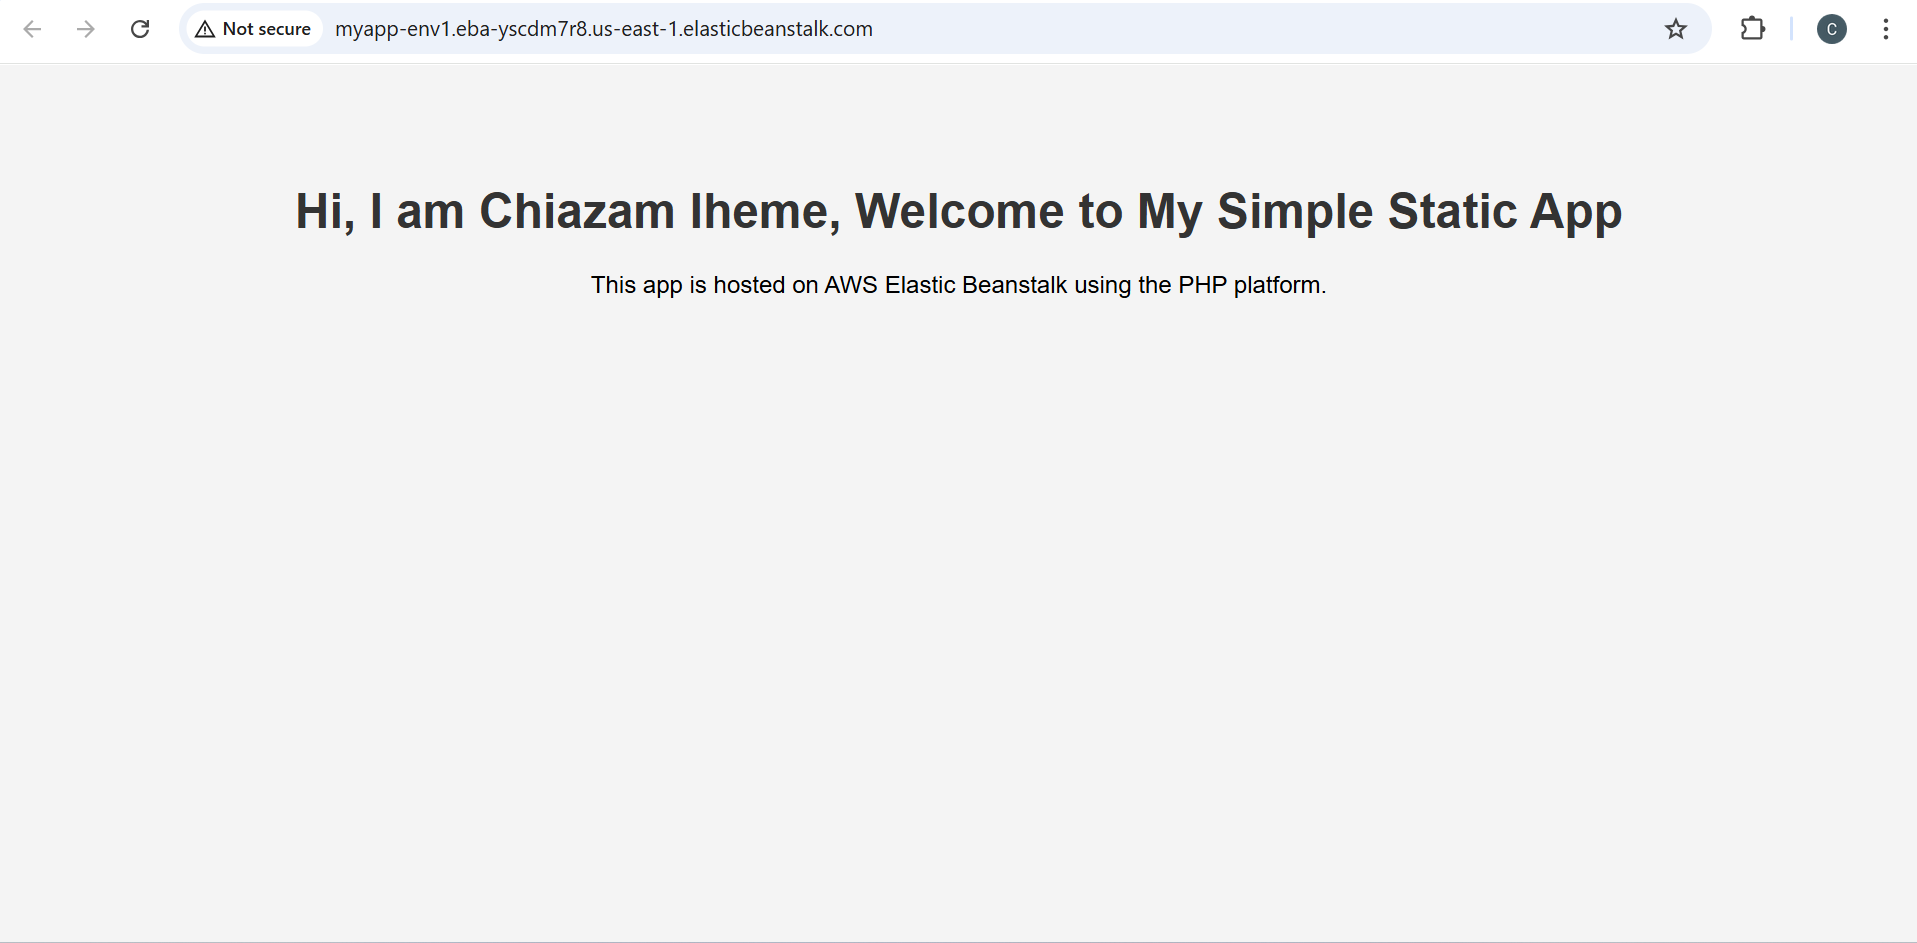 Not secure
myapp-env1.eba-yscdm7r8.us-east-1.elasticbeanstalk.com
C
Hi, I am Chiazam Iheme, Welcome to My Simple Static App
This app is hosted on AWS Elastic Beanstalk using the PHP platform.